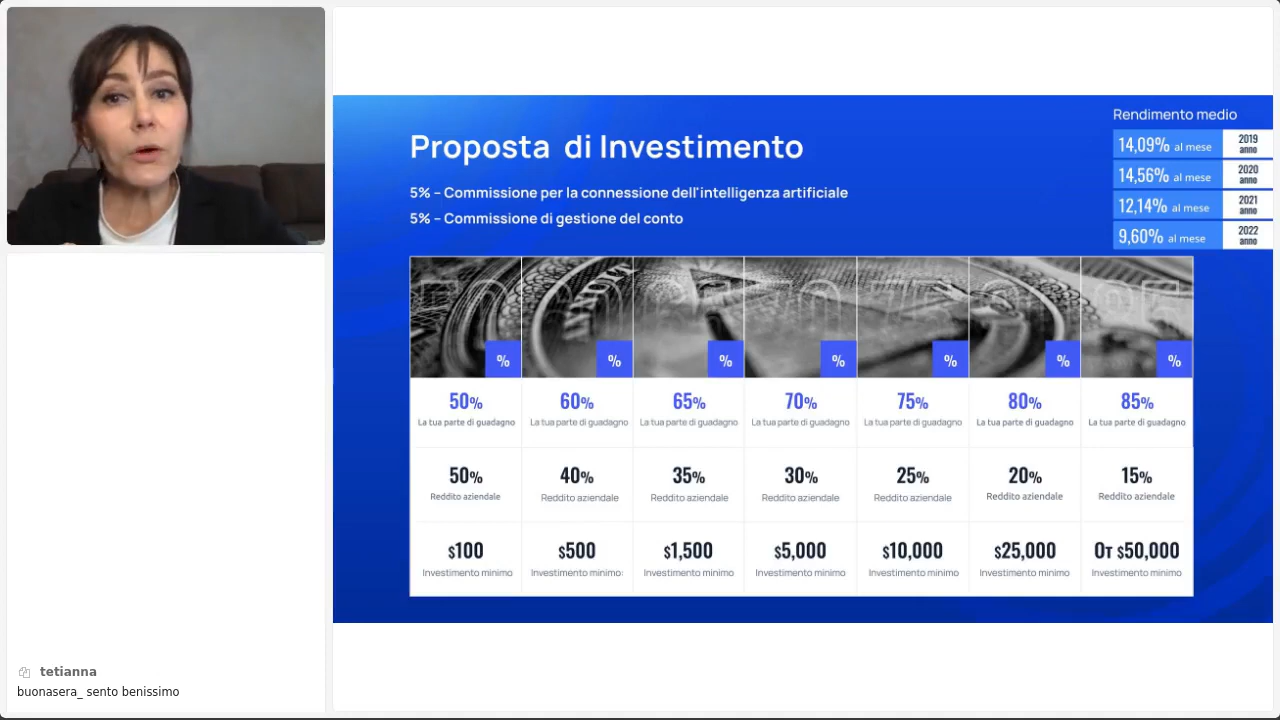 Proposta di Investimento
5% – Commissione per la connessione dell'intelligenza artificiale
5% – Commissione di gestione del conto
Rendimento medio
14,09% al mese 2019 anno
14,56% al mese 2020 anno
12,14% al mese 2021 anno
9,60% al mese 2022 anno
% % % % % % %
50% 60% 65% 70% 75% 80% 85%
La tua parte di guadagno La tua parte di guadagno La tua parte di guadagno La tua parte di guadagno La tua parte di guadagno La tua parte di guadagno La tua parte di guadagno
50% 40% 35% 30% 25% 20% 15%
Reddito aziendale Reddito aziendale Reddito aziendale Reddito aziendale Reddito aziendale Reddito aziendale Reddito aziendale
$100 $500 $1,500 $5,000 $10,000 $25,000 От $50,000
Investimento minimo Investimento minimo: Investimento minimo Investimento minimo Investimento minimo Investimento minimo Investimento minimo
tetianna
buonasera_ sento benissimo